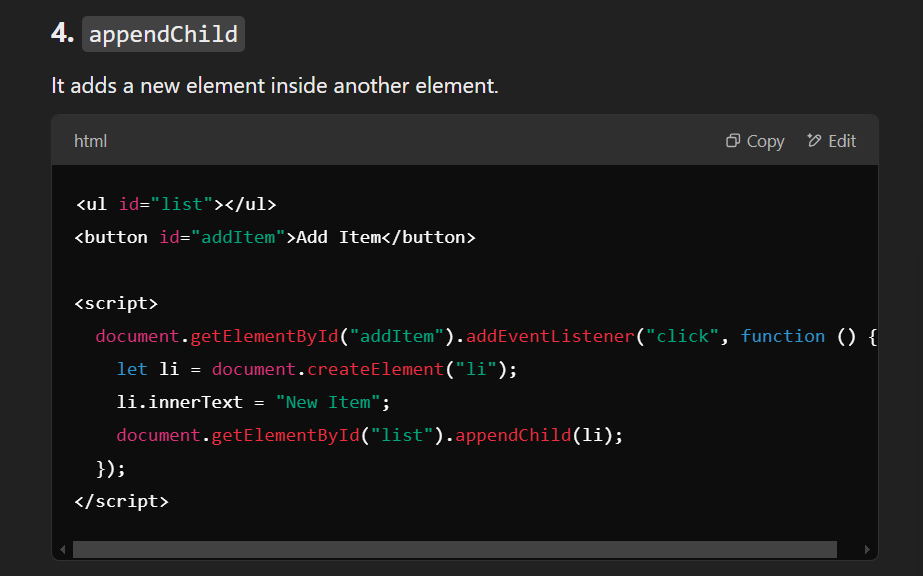 4. appendChild
It adds a new element inside another element.
html Copy Edit
<ul id="list"></ul>
<button id="addItem">Add Item</button>

<script>
  document.getElementById("addItem").addEventListener("click", function () {
    let li = document.createElement("li");
    li.innerText = "New Item";
    document.getElementById("list").appendChild(li);
  });
</script>